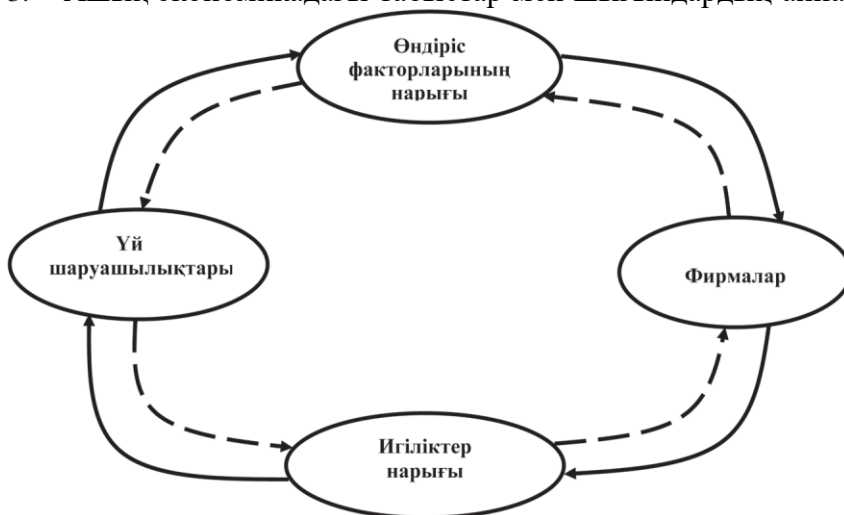 Өндіріс
факторларының
нарығы
Үй
шаруашылықтары
Фирмалар
Игіліктер
нарығы